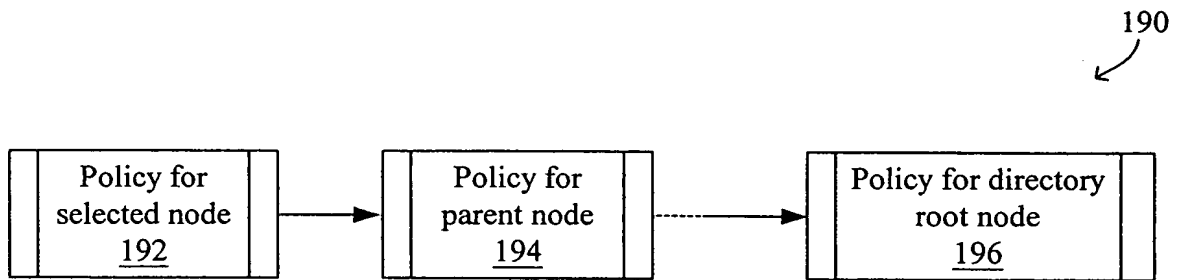 190
Policy for
selected node
192
Policy for
parent node
194
Policy for directory
root node
196